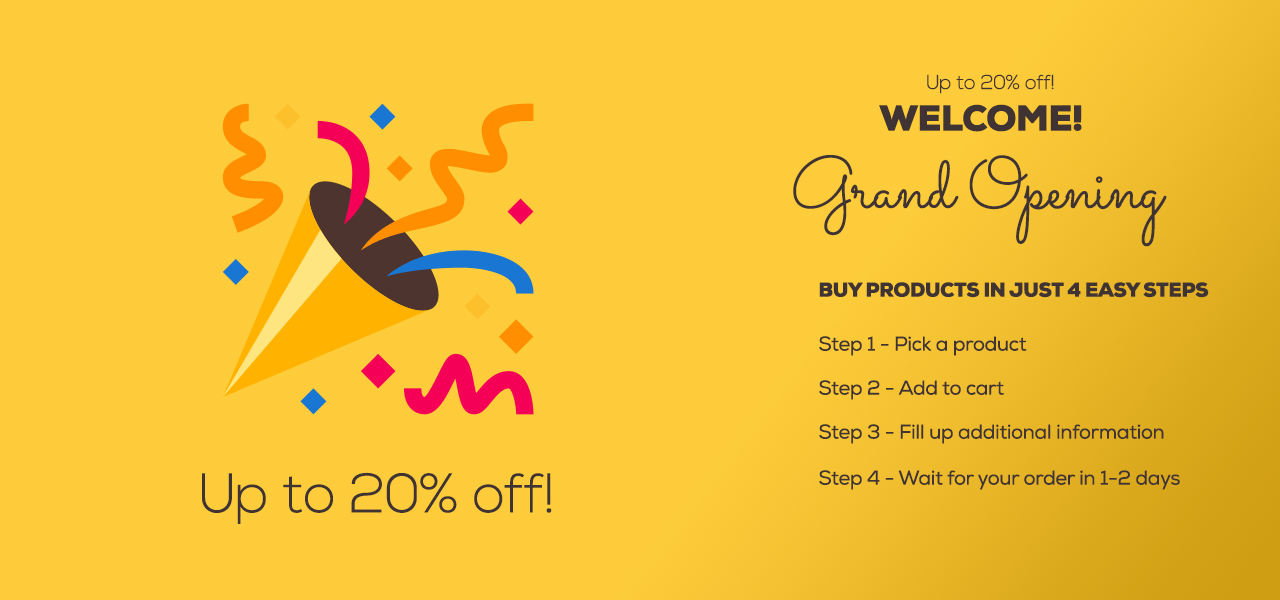 Up to 20% off!
Up to 20% off!
WELCOME!
Grand Opening
BUY PRODUCTS IN JUST 4 EASY STEPS
Step 1 - Pick a product
Step 2 - Add to cart
Step 3 - Fill up additional information
Step 4 - Wait for your order in 1-2 days